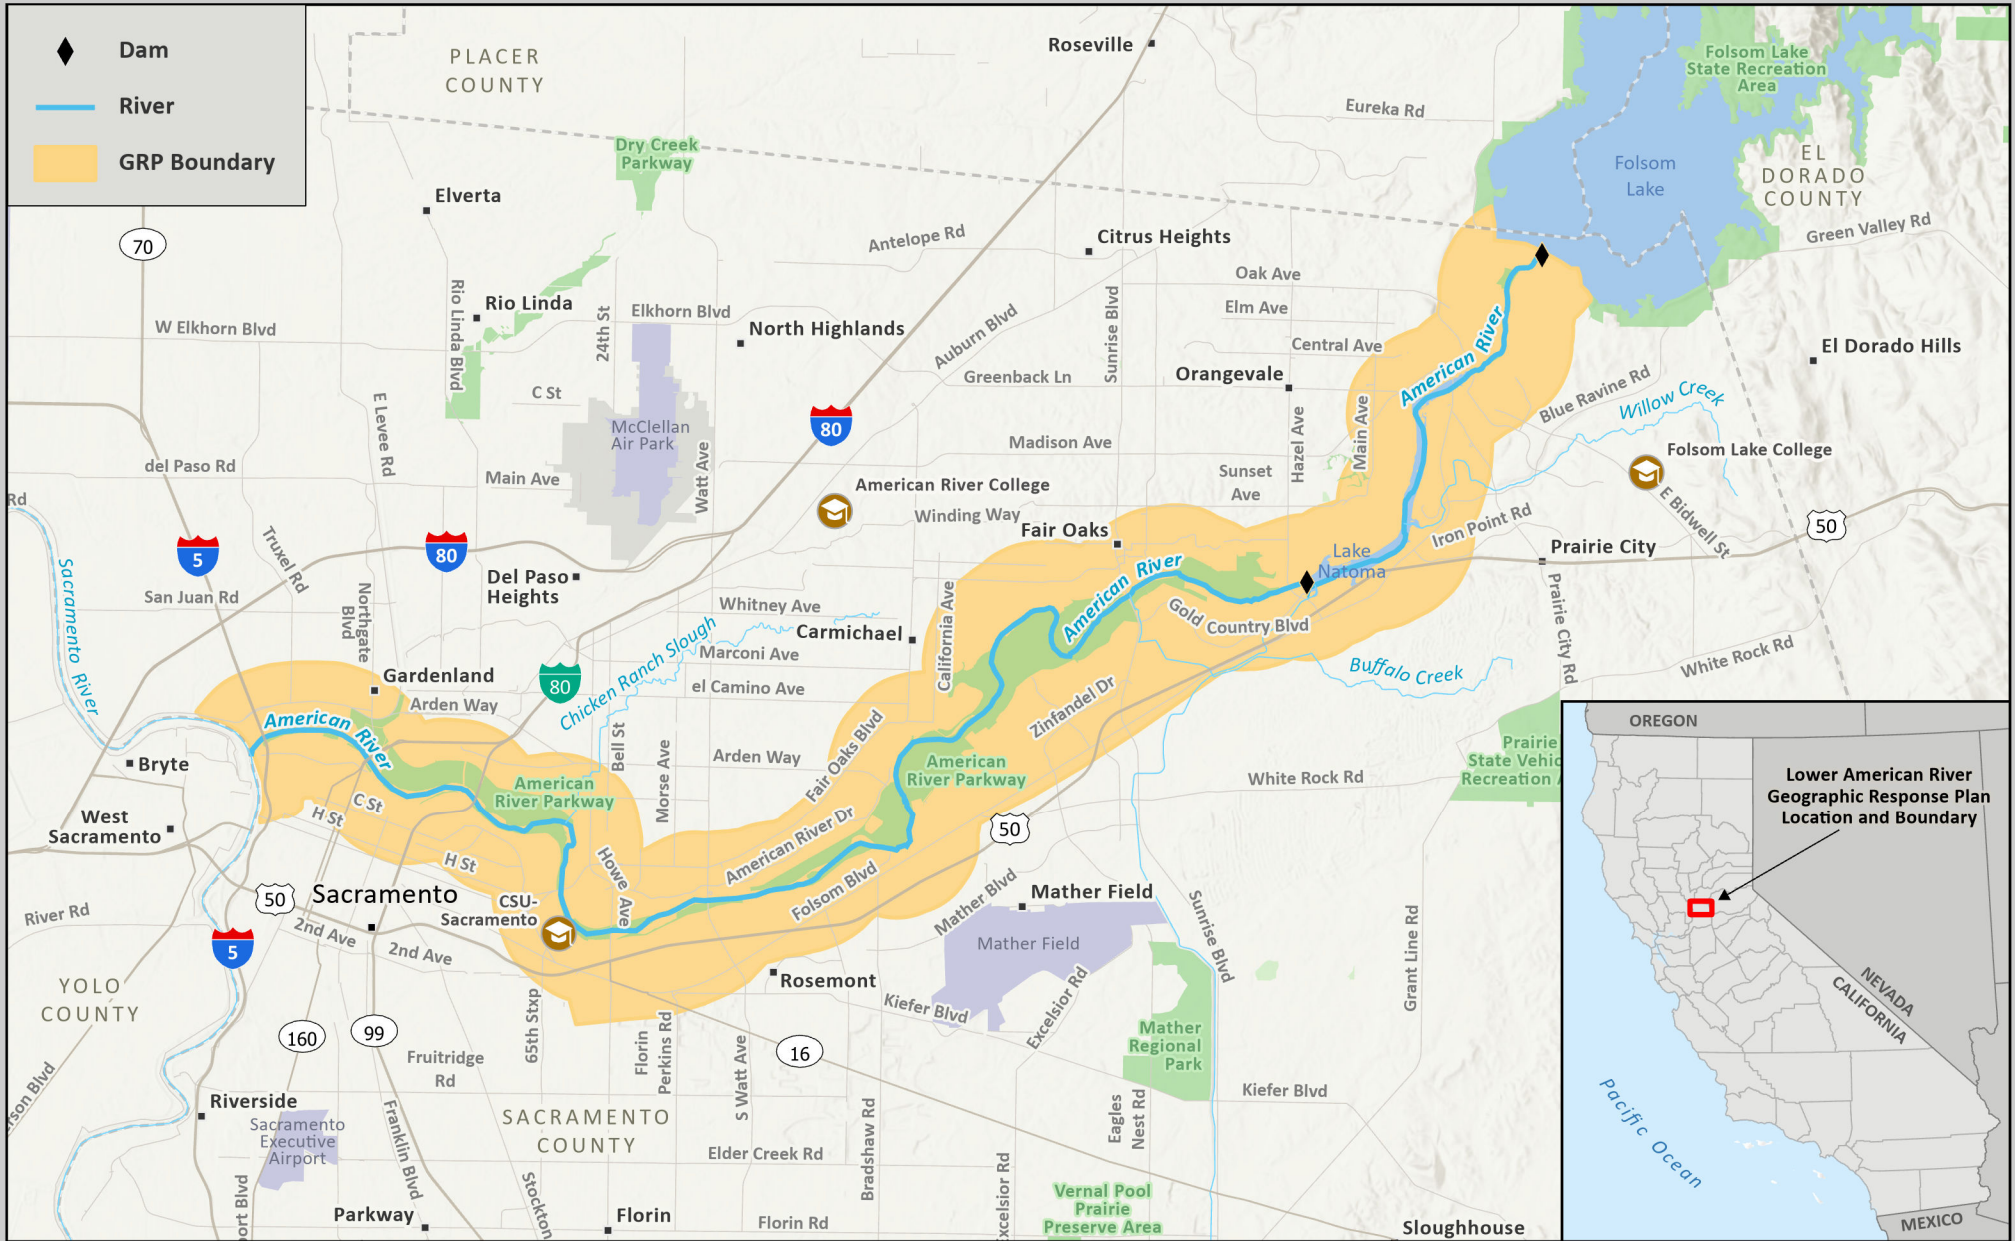 Dam
River
GRP Boundary
PLACER
COUNTY
Roseville
Eureka Rd
Folsom Lake
State Recreation
Area
Folsom
Lake
EL
DORADO
COUNTY
Green Valley Rd
Dry Creek
Parkway
Elverta
70
Antelope Rd
Citrus Heights
Oak Ave
Elm Ave
Central Ave
Rio Linda
Rio Linda Blvd
24th St
Elkhorn Blvd
W Elkhorn Blvd
North Highlands
Auburn Blvd
Sunrise Blvd
Greenback Ln
Orangevale
American River
El Dorado Hills
Blue Ravine Rd
Willow Creek
C St
E Levee Rd
McClellan
Air Park
80
Madison Ave
Hazel Ave
Main Ave
Sunset
Ave
Folsom Lake College
E Bidwell St
del Paso Rd
Main Ave
Watt Ave
American River College
Winding Way
Fair Oaks
Iron Point Rd
50
Rd
5
Truxel Rd
80
Del Paso
Heights
Prairie City
Lake
Natoma
Sacramento River
San Juan Rd
Northgate
Blvd
Whitney Ave
Carmichael
California Ave
American River
Gold
Country Blvd
Prairie City Rd
Chicken Ranch Slough
Marconi Ave
el Camino Ave
Buffalo Creek
White Rock Rd
Gardenland
Arden Way
80
American
River
Zinfandel Dr
Bryte
Bell St
Morse Ave
Arden Way
Fair Oaks Blvd
American
River Parkway
American
River Parkway
White Rock Rd
Prairie
State Vehic
Recreation A
West
Sacramento
C St
H St
H St
American River Dr
Howe Ave
Folsom Blvd
50
50
Sacramento
CSU-
Sacramento
River Rd
2nd Ave
2nd Ave
5
Mather Blvd
Mather Field
Mather Field
Sunrise Blvd
Grant Line Rd
Rosemont
YOLO
COUNTY
Kiefer Blvd
Excelsior Rd
160
99
65th Stxp
Florin
Perkins Rd
16
Mather
Regional
Park
Fruitridge
Rd
S Watt Ave
Kiefer Blvd
Eagles
Nest Rd
erson Blvd
Riverside
Sacramento
Executive
Airport
Franklin Blvd
SACRAMENTO
COUNTY
Elder Creek Rd
Bradshaw Rd
port Blvd
Parkway
Stockton
Florin
Florin Rd
xcelsior Rd
Vernal Pool
Prairie
Preserve Area
Sloughhouse
OREGON
Lower American River
Geographic Response Plan
Location and Boundary
NEVADA
CALIFORNIA
Pacific Ocean
MEXICO